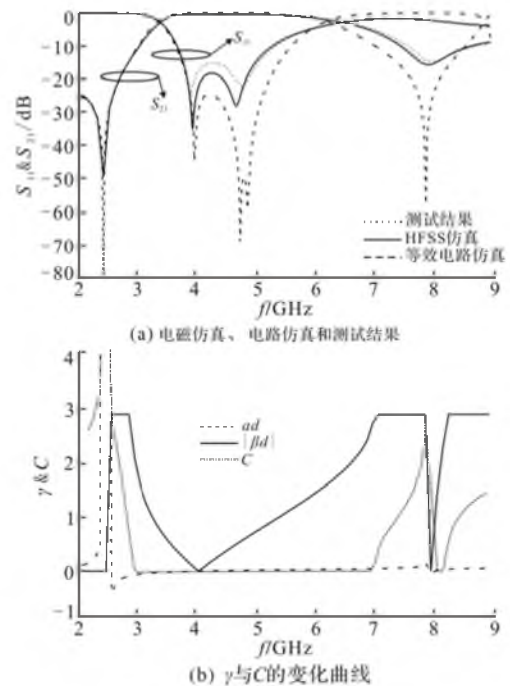 0
−10
−20
−30
−40
−50
−60
−70
−80
S₁₁&S₂₁/dB
S₁₁
S₂₁
测试结果
HFSS仿真
等效电路仿真
2 3 4 5 6 7 8 9
f/GHz
(a) 电磁仿真、电路仿真和测试结果
4
3
2
1
0
−1
γ&C
ad
|βd|
C
2 3 4 5 6 7 8 9
f/GHz
(b) γ与C的变化曲线